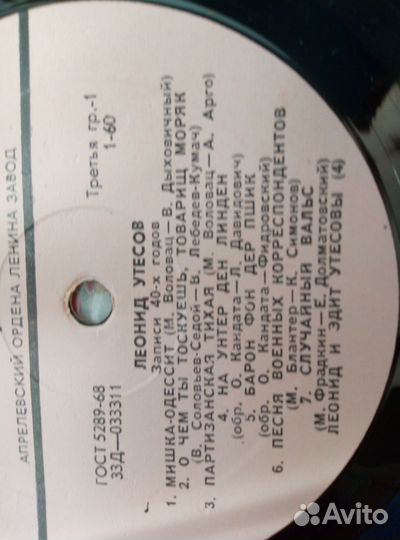 АПРЕЛЕВСКИЙ ОРДЕНА ЛЕНИНА ЗАВОД
ГОСТ 5289-68
33Д—033311
Третья гр.-1
1-60
ЛЕОНИД УТЕСОВ
Записи 40-х годов
1. МИШКА-ОДЕССИТ (М. Воловац—В. Дыховичный)
2. О ЧЕМ ТЫ ТОСКУЕШЬ, ТОВАРИЩ МОРЯК
(В. Соловьев-Седой—В. Лебедев-Кумач)
3. ПАРТИЗАНСКАЯ ТИХАЯ (М. Воловац—А. Арго)
4. НА УНТЕР ДЕН ЛИНДЕН
(обр. О. Кандата—Л. Давидович)
5. БАРОН ФОН ДЕР ПШИК
(обр. О. Кандата—Фидровский)
6. ПЕСНЯ ВОЕННЫХ КОРРЕСПОНДЕНТОВ
(М. Блантер—К. Симонов)
7. СЛУЧАЙНЫЙ ВАЛЬС
(М. Фрадкин—Е. Долматовский)
ЛЕОНИД И ЭДИТ УТЕСОВЫ (4)
Avito